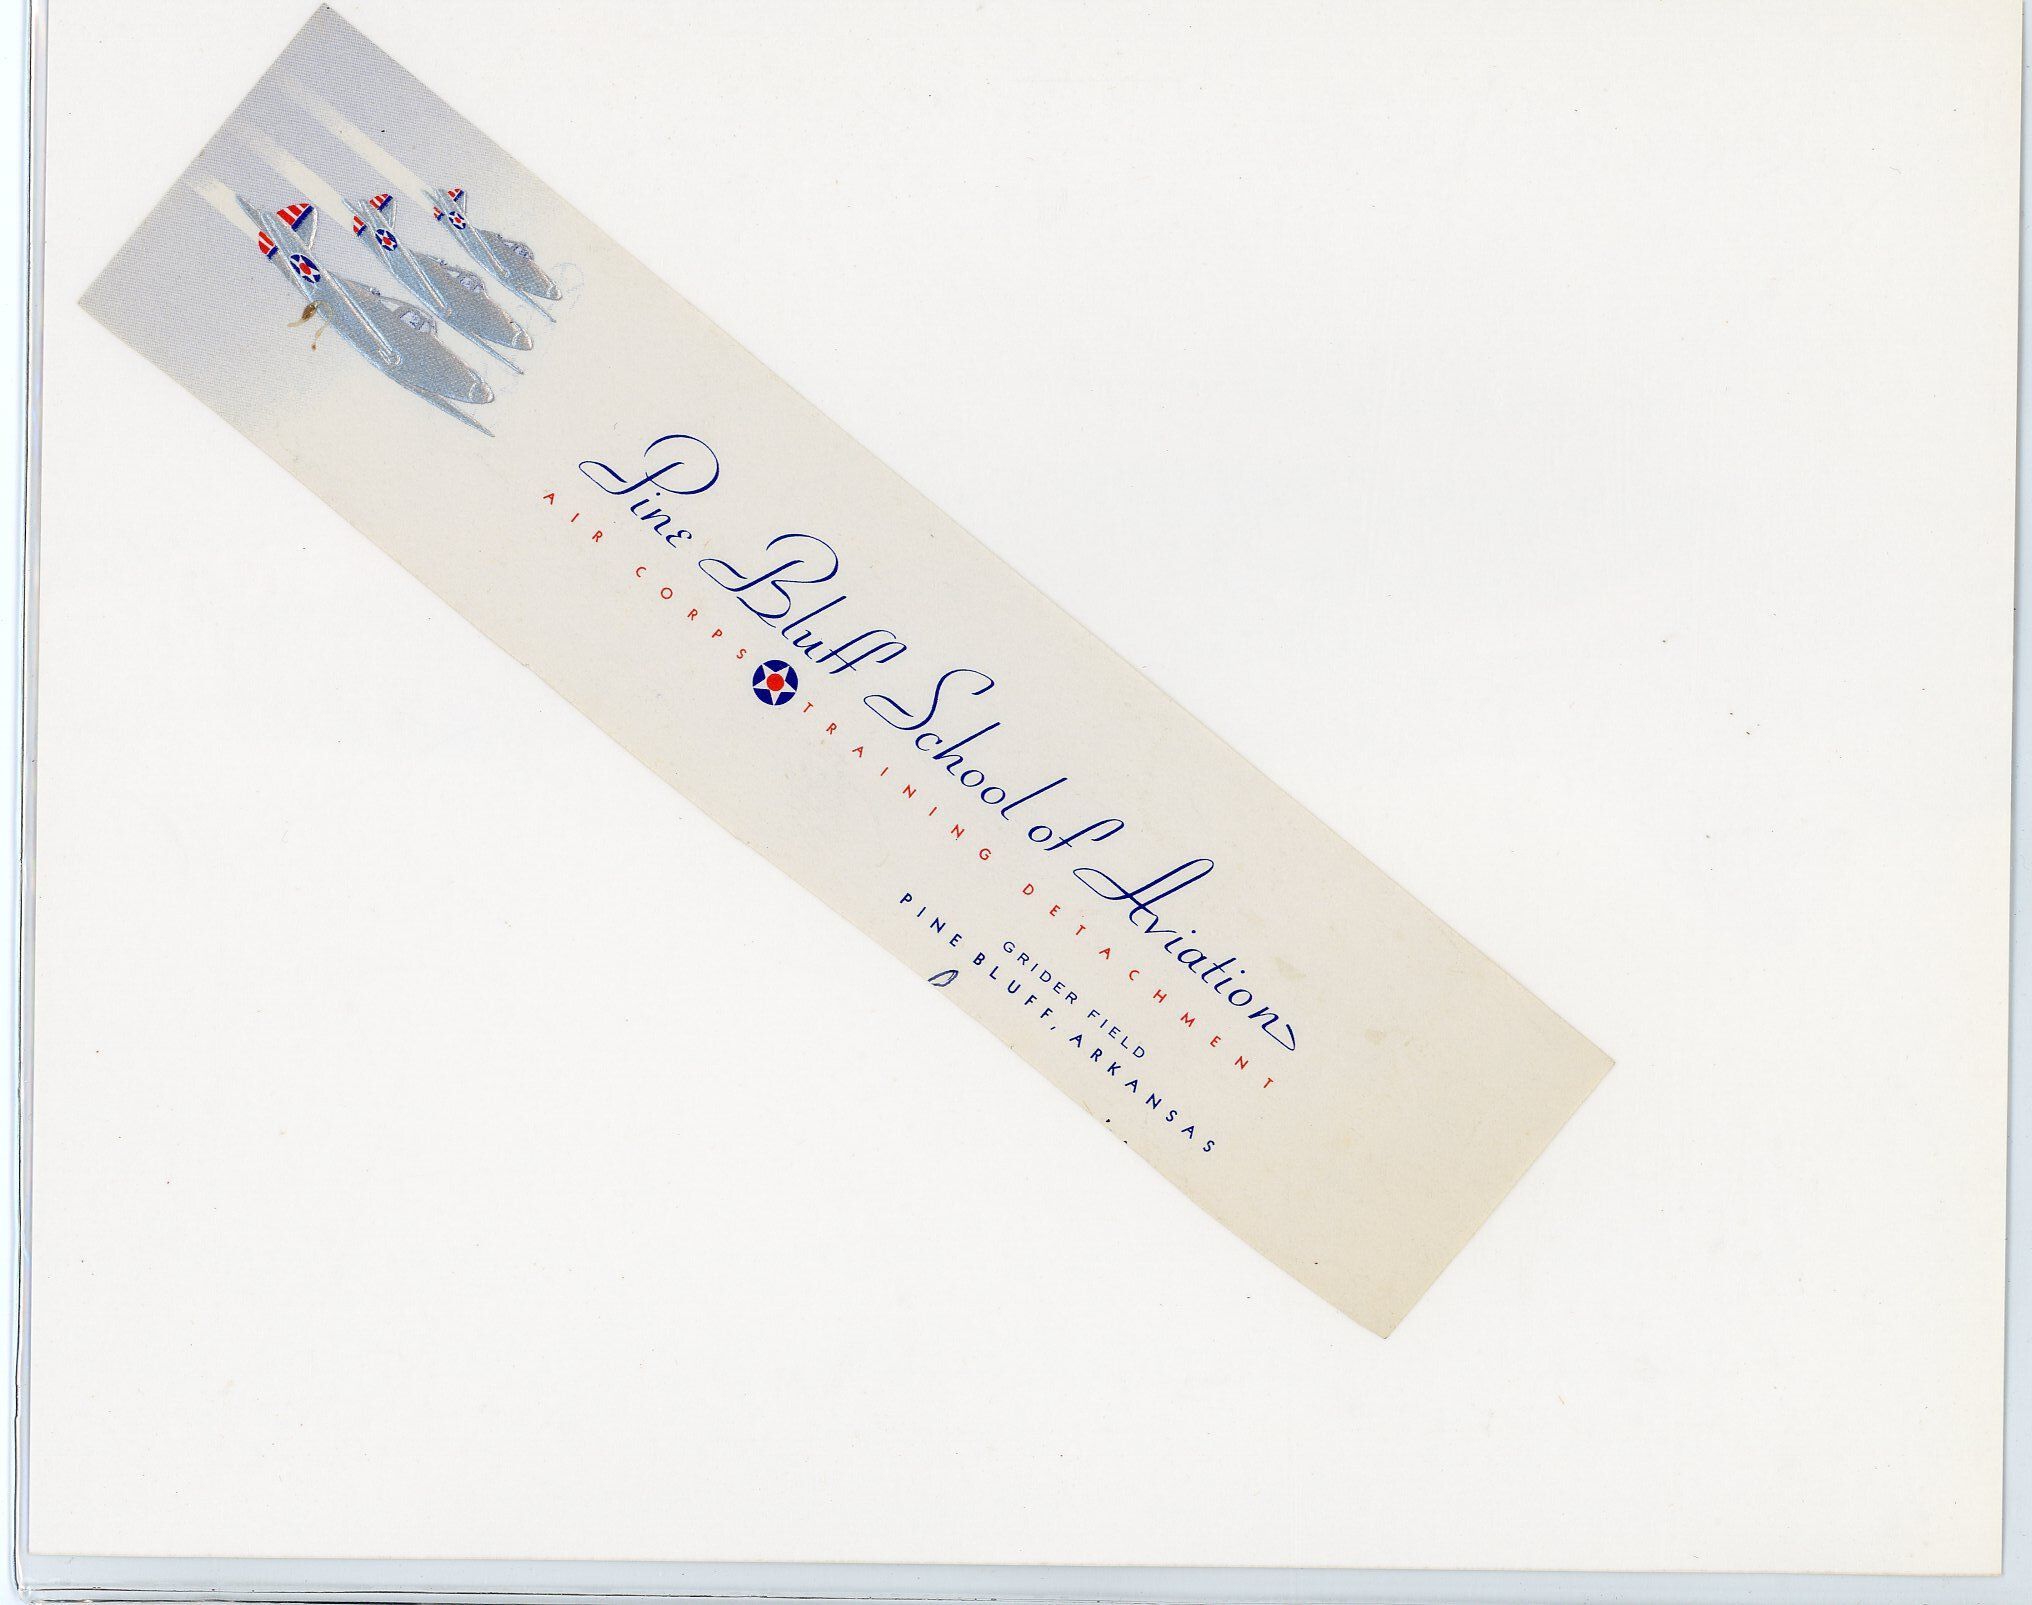 Pine Bluff School of Aviation
AIR CORPS TRAINING DETACHMENT
GRIDER FIELD
PINE BLUFF, ARKANSAS